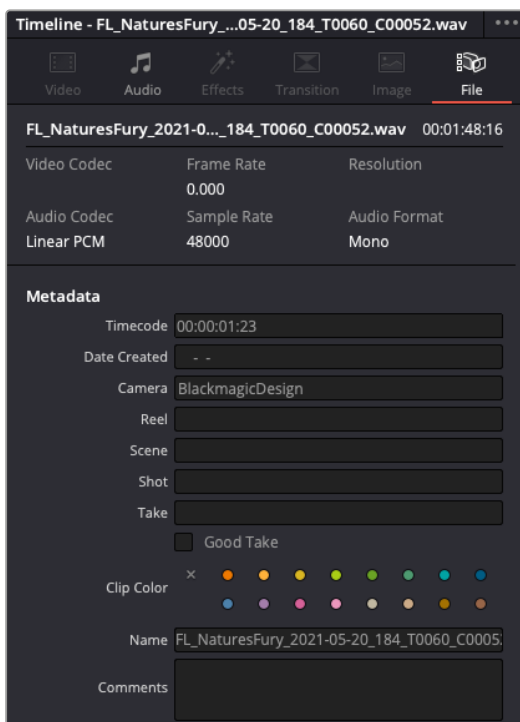 Timeline - FL_NaturesFury_...05-20_184_T0060_C00052.wav
Video Audio Effects Transition Image File
FL_NaturesFury_2021-0..._184_T0060_C00052.wav 00:01:48:16
Video Codec Frame Rate Resolution
0.000
Audio Codec Sample Rate Audio Format
Linear PCM 48000 Mono
Metadata
Timecode 00:00:01:23
Date Created - -
Camera BlackmagicDesign
Reel
Scene
Shot
Take
Good Take
Clip Color
Name FL_NaturesFury_2021-05-20_184_T0060_C00052
Comments